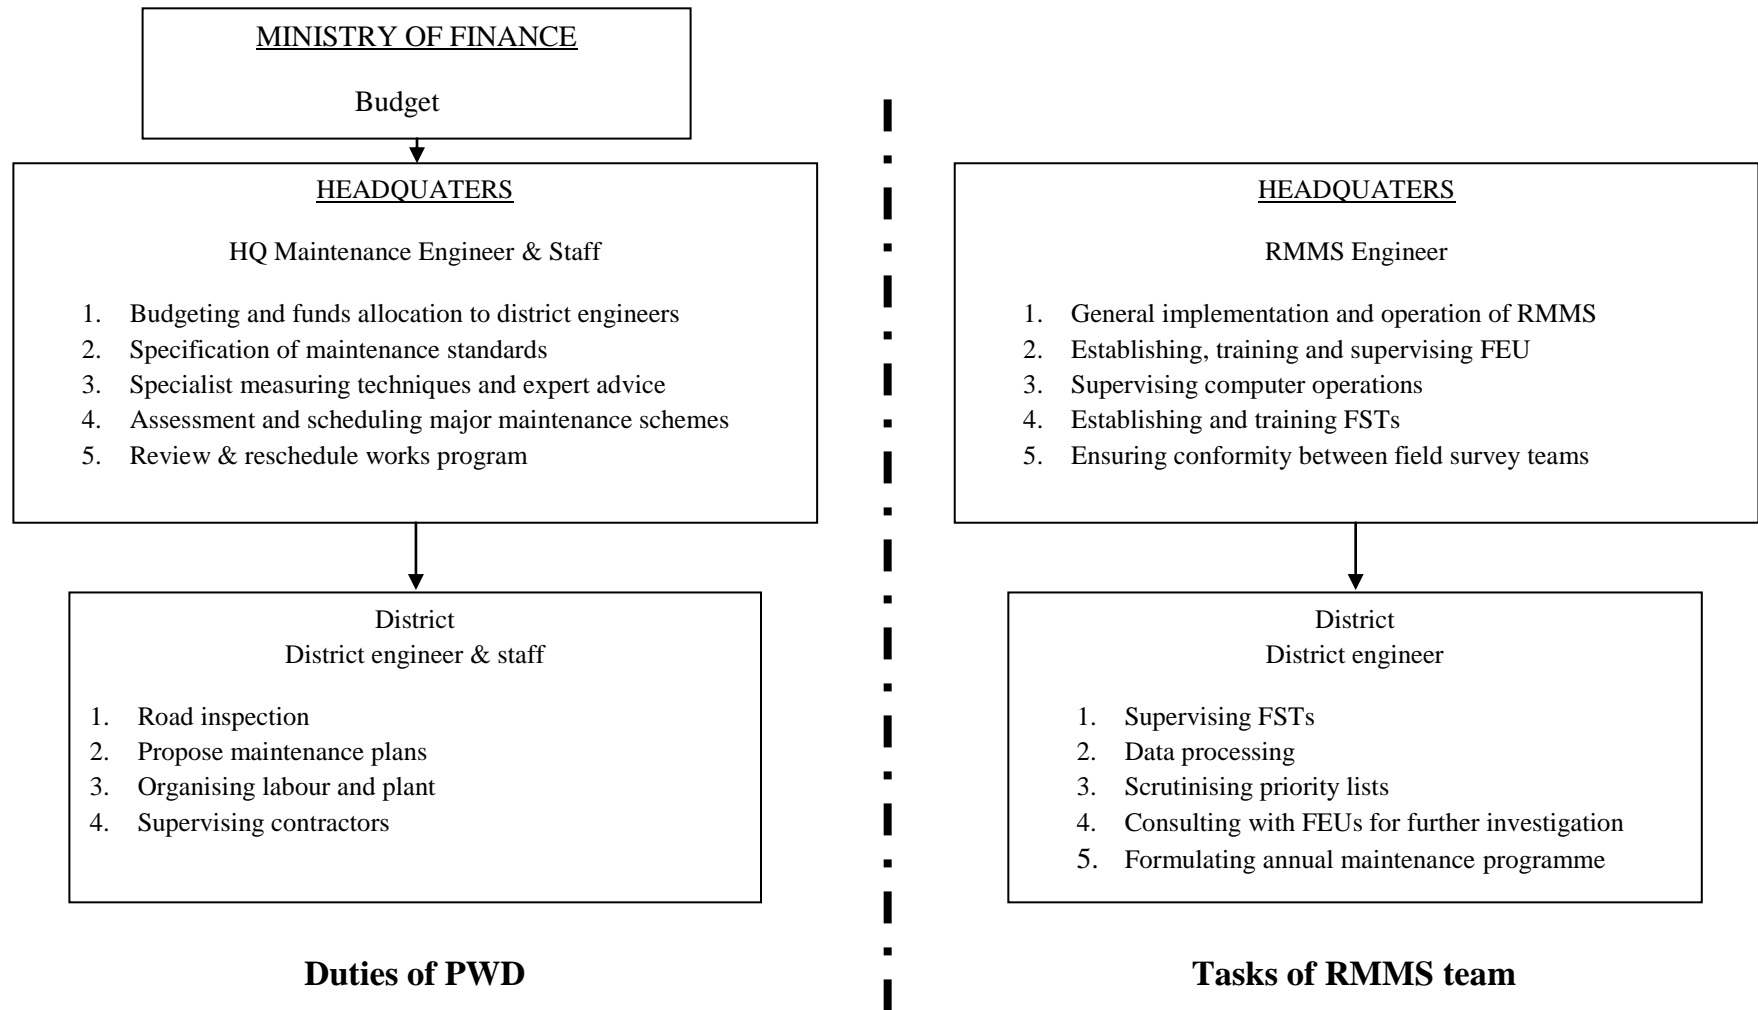 MINISTRY OF FINANCE
Budget
HEADQUATERS
HQ Maintenance Engineer & Staff
1. Budgeting and funds allocation to district engineers
2. Specification of maintenance standards
3. Specialist measuring techniques and expert advice
4. Assessment and scheduling major maintenance schemes
5. Review & reschedule works program
District
District engineer & staff
1. Road inspection
2. Propose maintenance plans
3. Organising labour and plant
4. Supervising contractors
Duties of PWD
HEADQUATERS
RMMS Engineer
1. General implementation and operation of RMMS
2. Establishing, training and supervising FEU
3. Supervising computer operations
4. Establishing and training FSTs
5. Ensuring conformity between field survey teams
District
District engineer
1. Supervising FSTs
2. Data processing
3. Scrutinising priority lists
4. Consulting with FEUs for further investigation
5. Formulating annual maintenance programme
Tasks of RMMS team